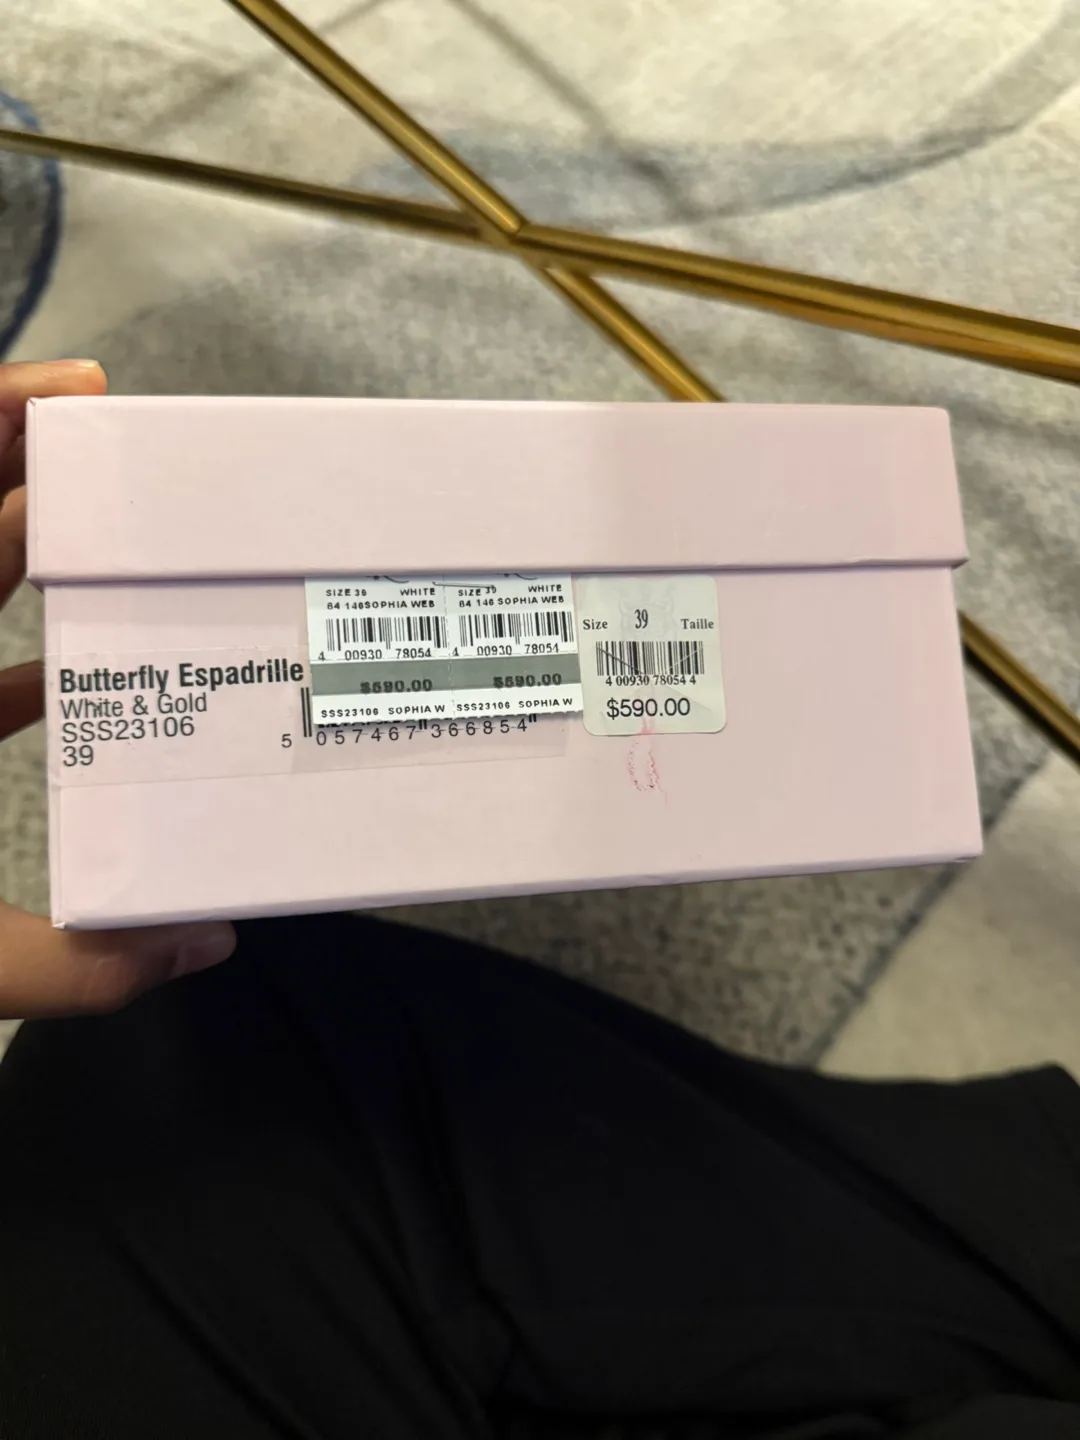 Butterfly Espadrille
White & Gold
SSS23106
39
5 057467 366854
SIZE 39 WHITE
84 146SOPHIA WEB
4 00930 78054
$590.00
SSS23106 SOPHIA W
SIZE 39 WHITE
84 146 SOPHIA WEB
4 00930 78054
$590.00
SSS23106 SOPHIA W
Size 39 Taille
4 00930 78054 4
$590.00